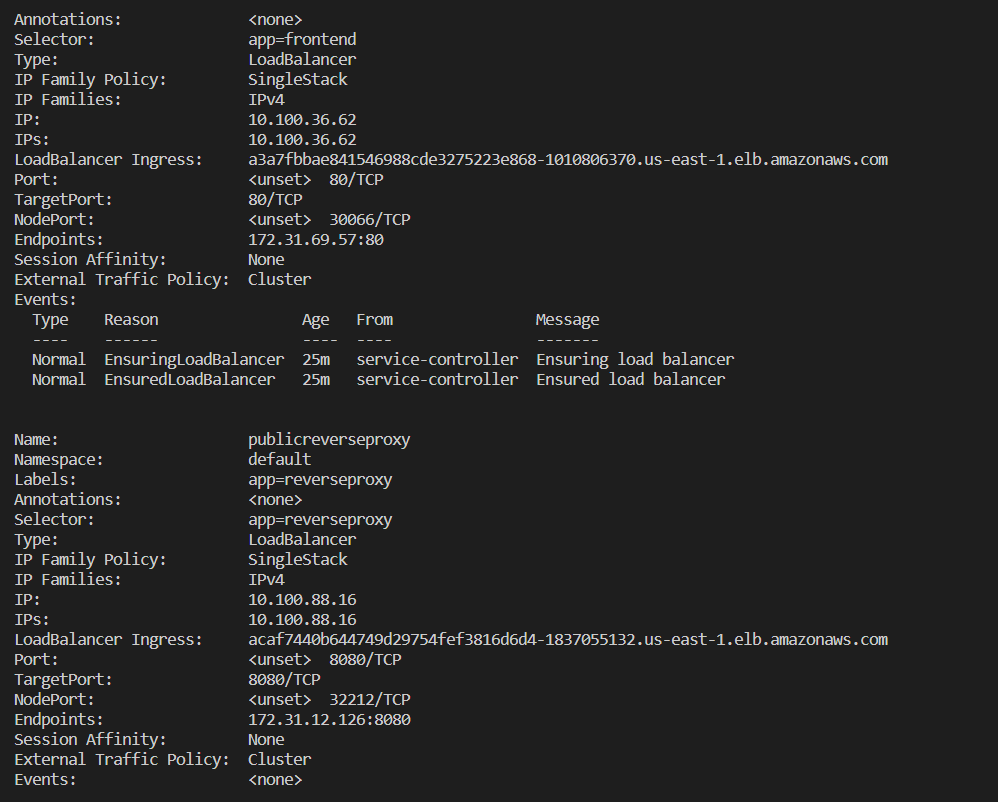 Annotations:              <none>
Selector:                 app=frontend
Type:                     LoadBalancer
IP Family Policy:         SingleStack
IP Families:              IPv4
IP:                       10.100.36.62
IPs:                      10.100.36.62
LoadBalancer Ingress:     a3a7fbbae841546988cde3275223e868-1010806370.us-east-1.elb.amazonaws.com
Port:                     <unset>  80/TCP
TargetPort:               80/TCP
NodePort:                 <unset>  30066/TCP
Endpoints:                172.31.69.57:80
Session Affinity:         None
External Traffic Policy:  Cluster
Events:
  Type    Reason                Age   From                Message
  ----    ------                ----  ----                -------
  Normal  EnsuringLoadBalancer  25m   service-controller  Ensuring load balancer
  Normal  EnsuredLoadBalancer   25m   service-controller  Ensured load balancer
Name:                     publicreverseproxy
Namespace:                default
Labels:                   app=reverseproxy
Annotations:              <none>
Selector:                 app=reverseproxy
Type:                     LoadBalancer
IP Family Policy:         SingleStack
IP Families:              IPv4
IP:                       10.100.88.16
IPs:                      10.100.88.16
LoadBalancer Ingress:     acaf7440b644749d29754fef3816d6d4-1837055132.us-east-1.elb.amazonaws.com
Port:                     <unset>  8080/TCP
TargetPort:               8080/TCP
NodePort:                 <unset>  32212/TCP
Endpoints:                172.31.12.126:8080
Session Affinity:         None
External Traffic Policy:  Cluster
Events:                   <none>